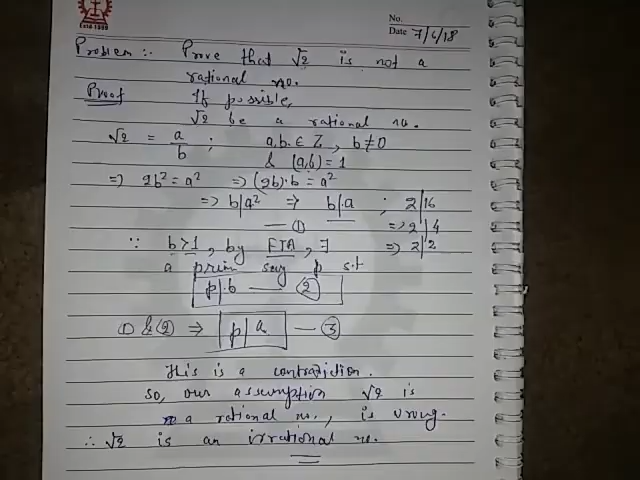 No.
Date 7/6/18
Problem :- Prove that √2 is not a
rational no.
Proof If possible,
√2 be a rational no.
√2 = a/b ; a,b ∈ Z, b≠0
& (a,b)=1
=> 2b² = a² => (2b)·b = a²
=> b|a² => b|a ; 2|16
— ① => 2|4
∵ b>1, by FTA, ∃ => 2|2
a prime say p s.t
p|b — ②
① & ② => p|a — ③
This is a contradiction.
So, our assumption √2 is
a rational no., is wrong.
∴ √2 is an irrational no.